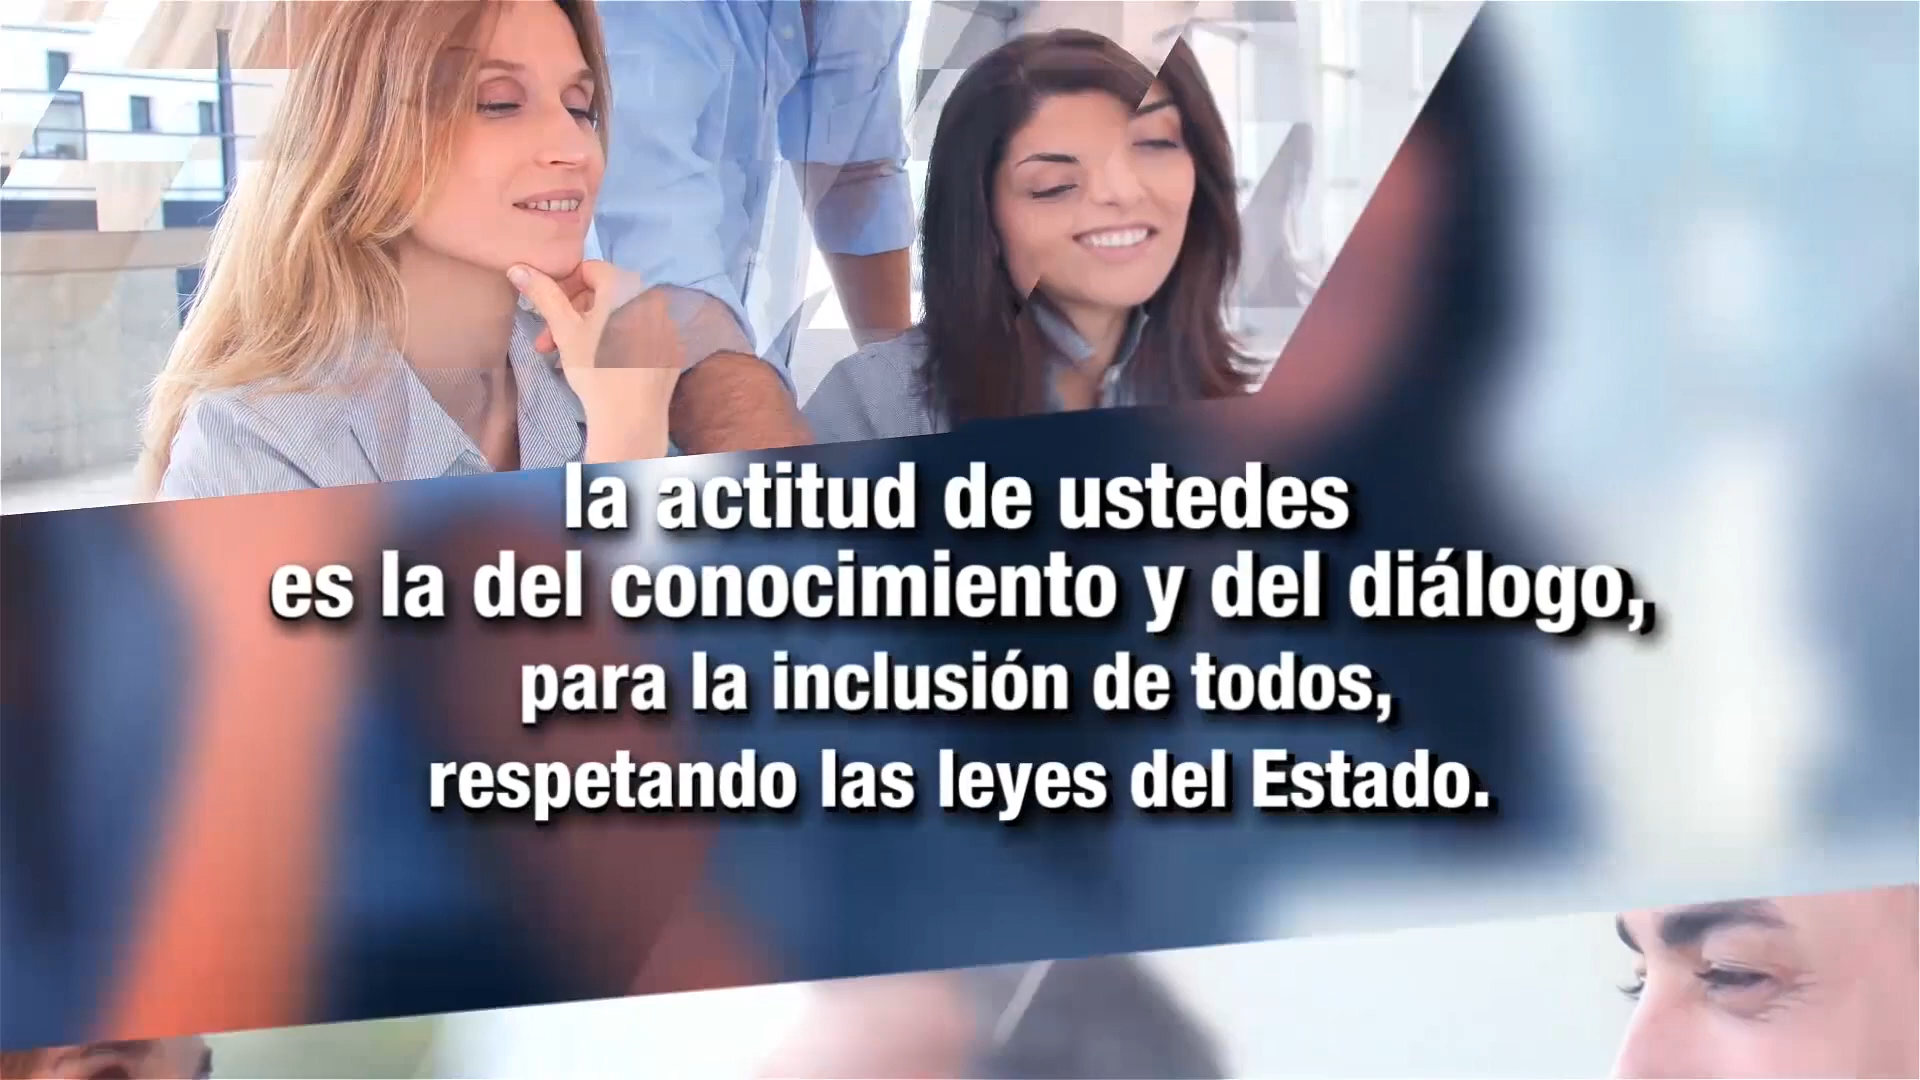 la actitud de ustedes
es la del conocimiento y del diálogo,
para la inclusión de todos,
respetando las leyes del Estado.